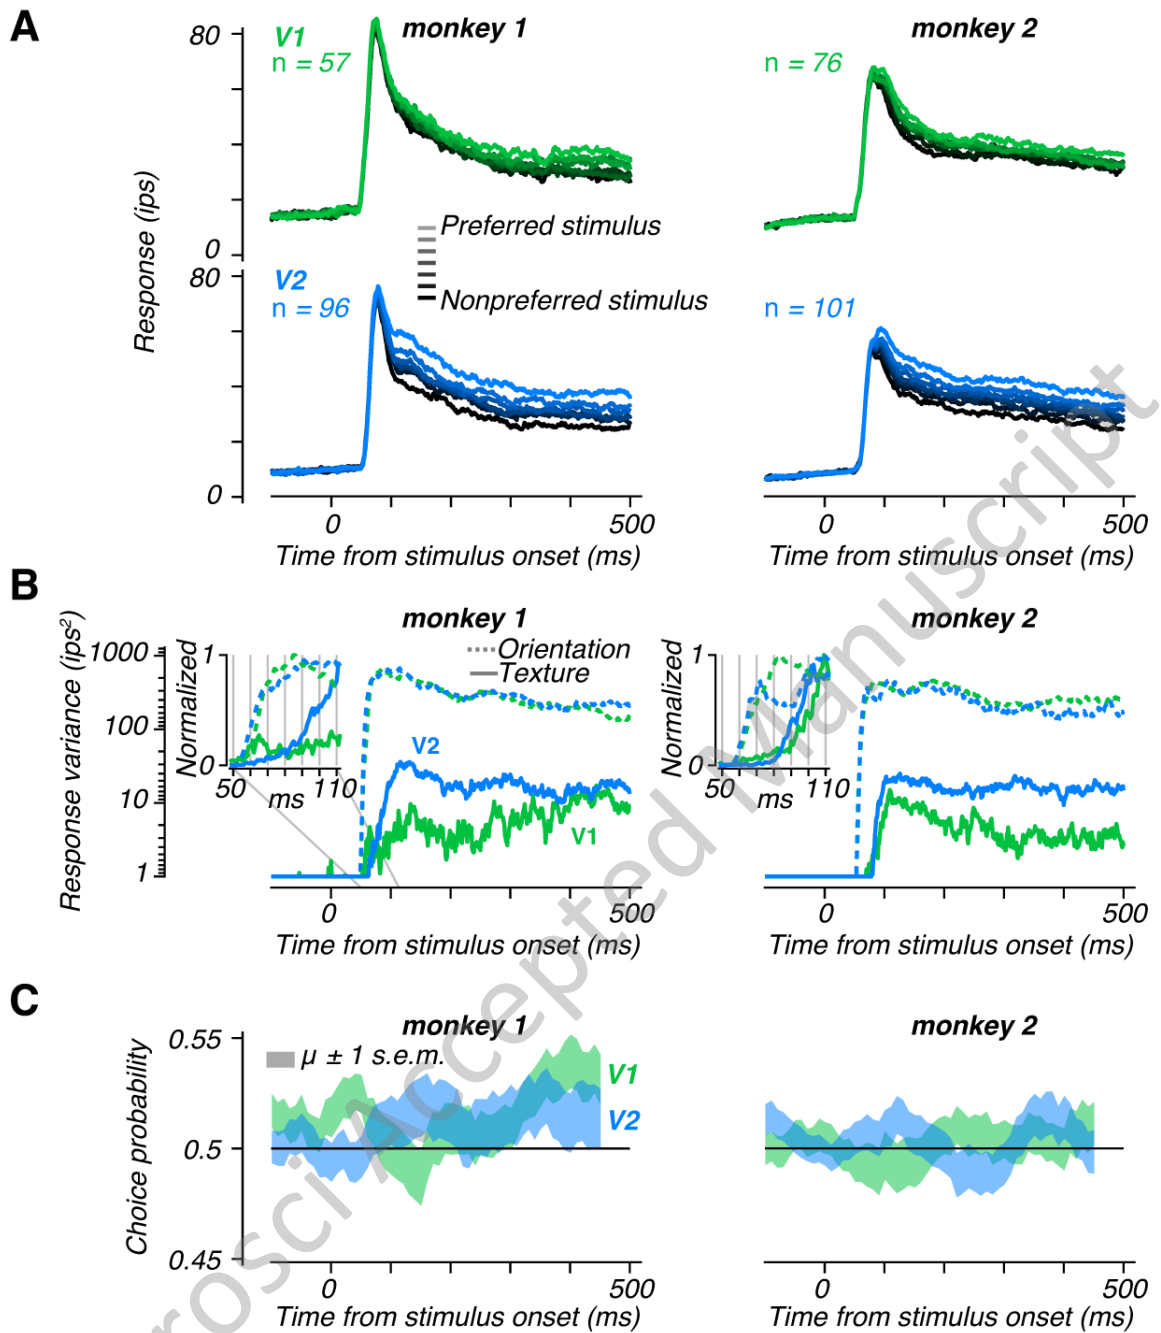 A
monkey 1
monkey 2
80
V1
n = 57
n = 76
Response (ips)
0
Preferred stimulus
Nonpreferred stimulus
80
V2
n = 96
n = 101
0
0
500
0
500
Time from stimulus onset (ms)
Time from stimulus onset (ms)
B
monkey 1
monkey 2
Response variance (ips²)
1000
100
10
1
Normalized
1
0
50
ms
110
Orientation
Texture
V2
V1
Normalized
1
0
50
ms
110
0
500
0
500
Time from stimulus onset (ms)
Time from stimulus onset (ms)
C
monkey 1
monkey 2
Choice probability
0.55
0.5
0.45
μ ± 1 s.e.m.
V1
V2
0
500
0
500
Time from stimulus onset (ms)
Time from stimulus onset (ms)
rosci Accepted Manuscript